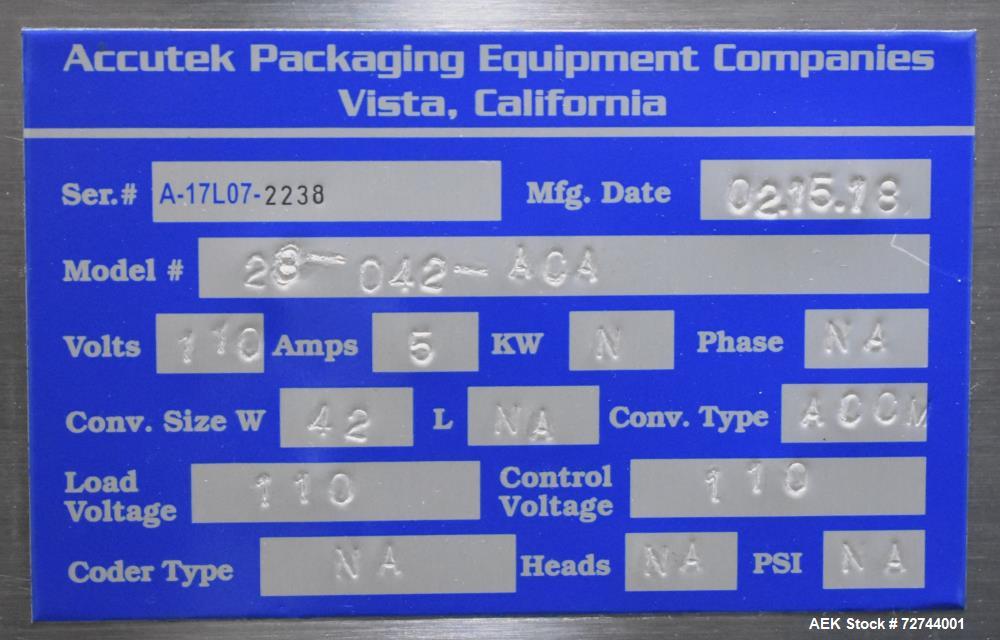 Accutek Packaging Equipment Companies
Vista, California
Ser.# A-17L07-2238 Mfg. Date 02.15.18
Model # 28-042-ACA
Volts 110 Amps 5 KW N Phase NA
Conv. Size W 42 L NA Conv. Type ACCM
Load Voltage 110 Control Voltage 110
Coder Type NA Heads NA PSI NA
AEK Stock #72744001